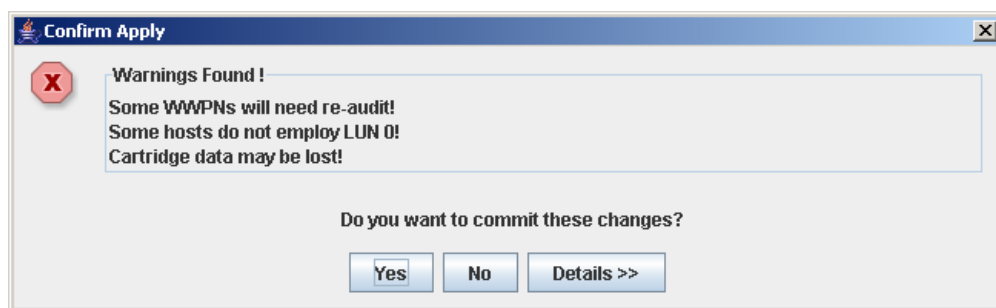 Confirm Apply
Warnings Found !
Some WWPNs will need re-audit!
Some hosts do not employ LUN 0!
Cartridge data may be lost!
Do you want to commit these changes?
Yes No Details >>